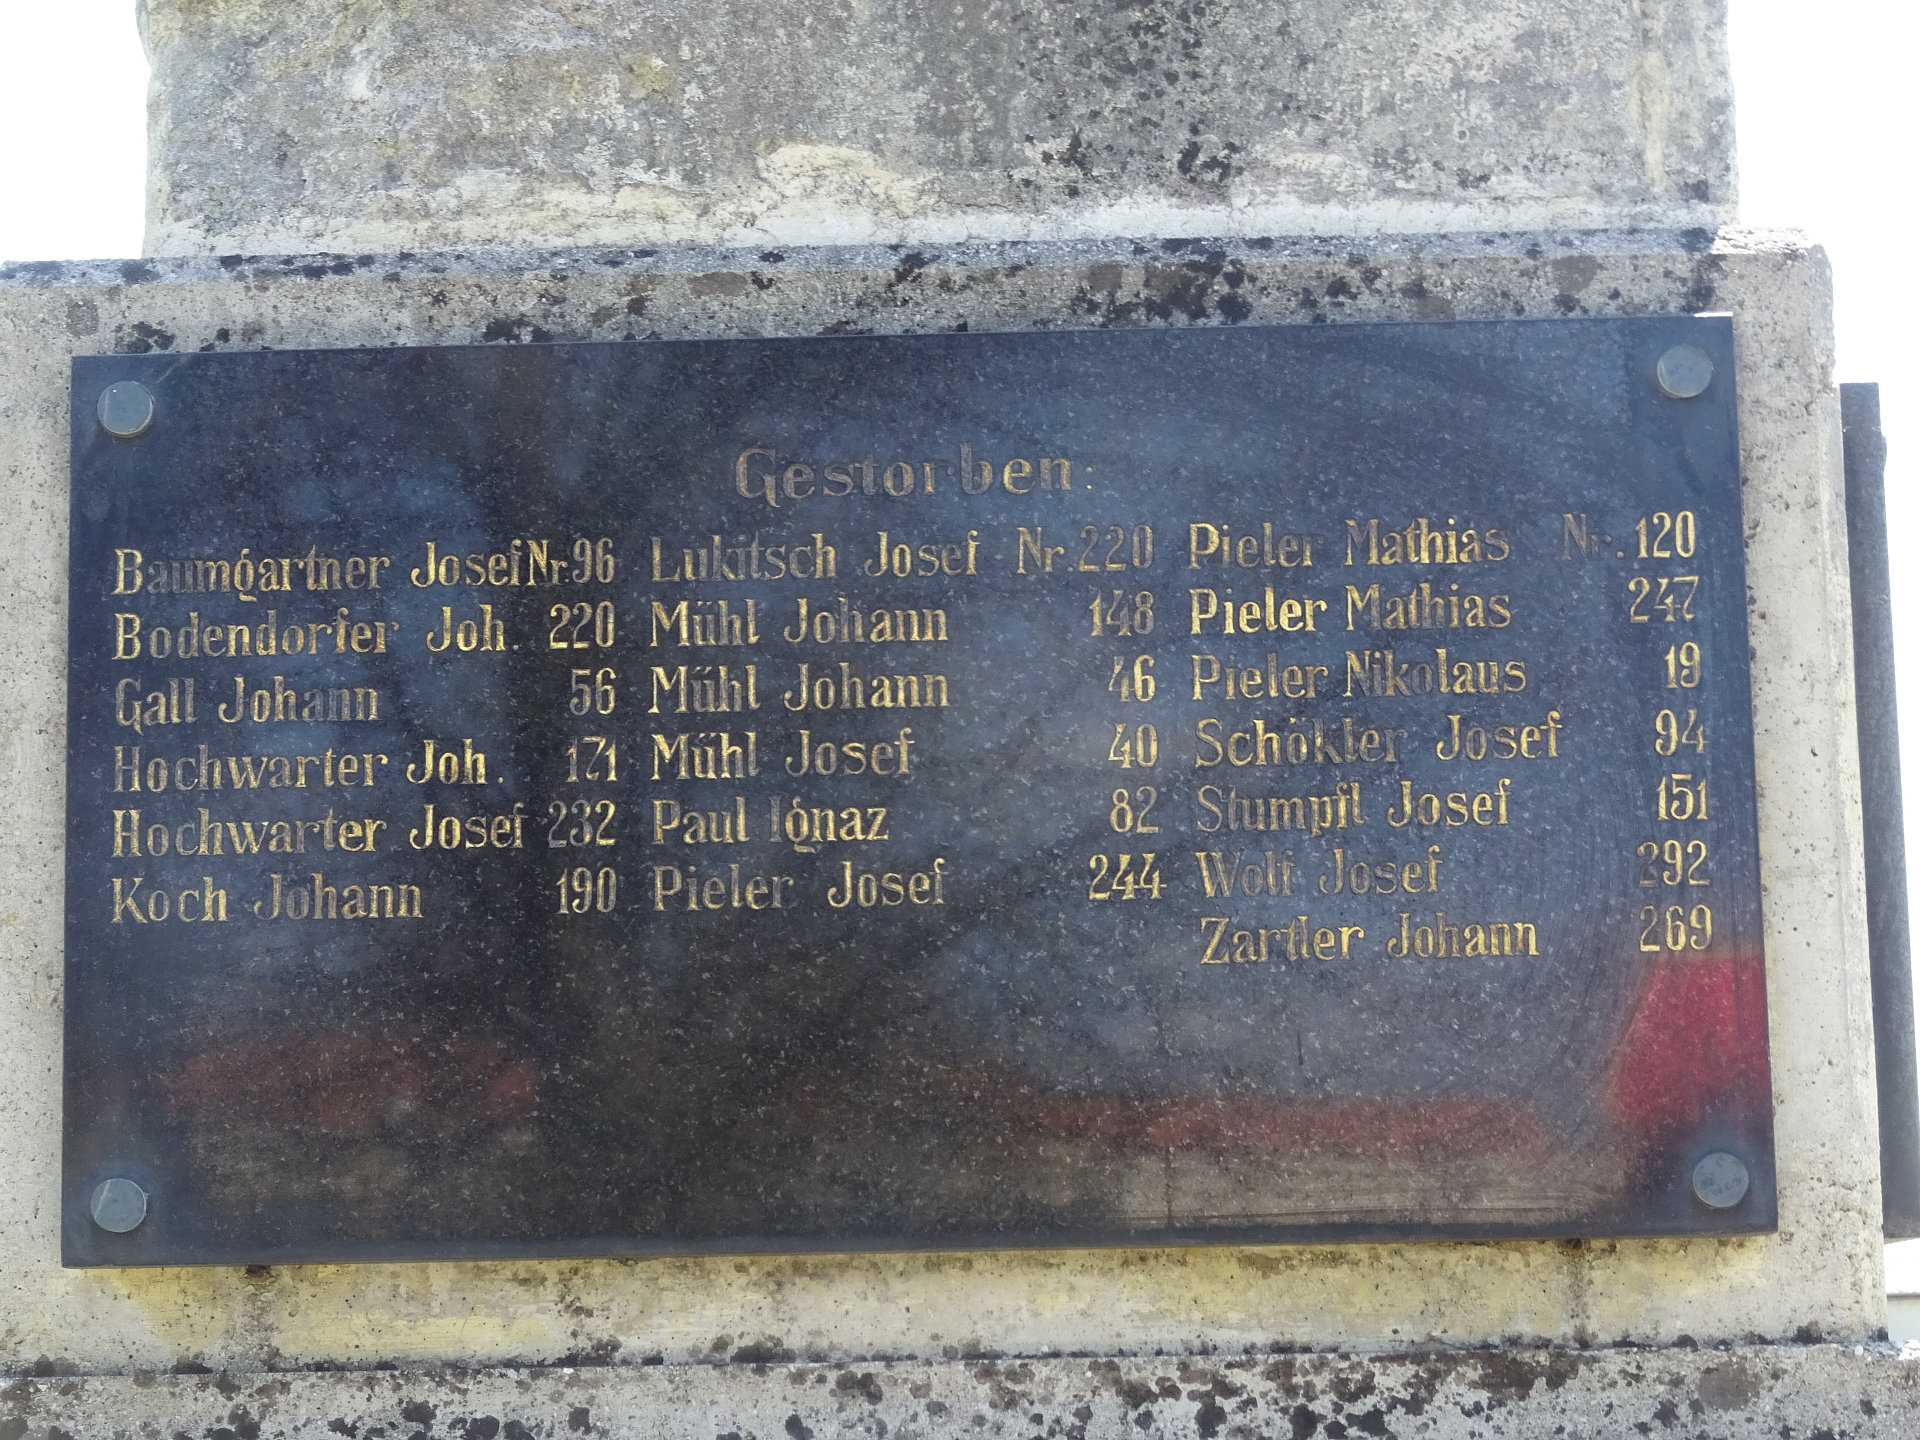 Gestorben:
Baumgartner Josef Nr. 96
Bodendorfer Joh. 220
Gall Johann 56
Hochwarter Joh. 171
Hochwarter Josef 232
Koch Johann 190
Lukitsch Josef Nr. 220
Mühl Johann 148
Mühl Johann 46
Mühl Josef 40
Paul Ignaz 82
Pieler Josef 244
Pieler Mathias Nr. 120
Pieler Mathias 247
Pieler Nikolaus 19
Schökler Josef 94
Stumpfl Josef 151
Wolf Josef 292
Zartler Johann 269